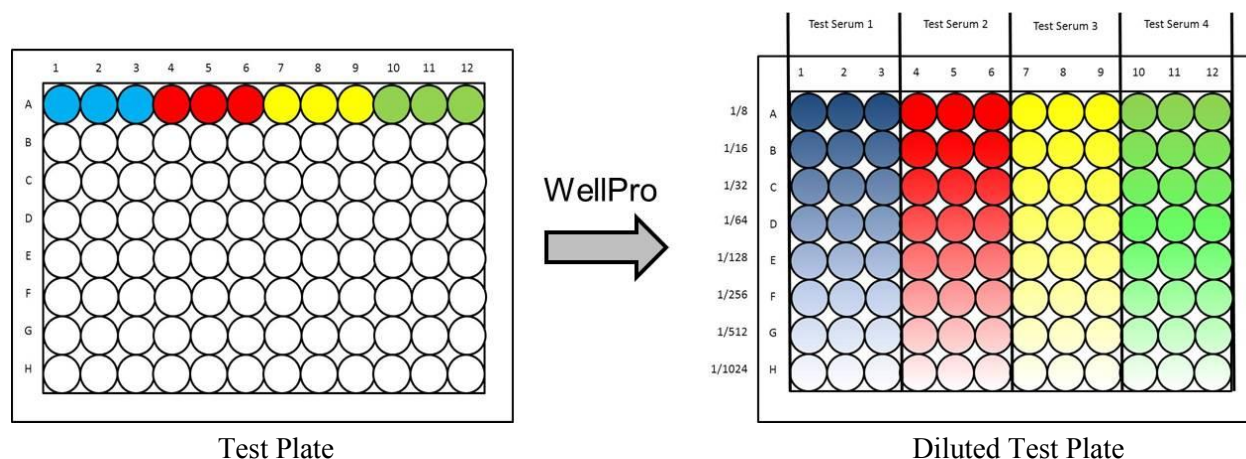 Test Serum 1 Test Serum 2 Test Serum 3 Test Serum 4
1 2 3 4 5 6 7 8 9 10 11 12
A
B
C
D
E
F
G
H
WellPro
1 2 3 4 5 6 7 8 9 10 11 12
1/8 A
1/16 B
1/32 C
1/64 D
1/128 E
1/256 F
1/512 G
1/1024 H
Test Plate
Diluted Test Plate